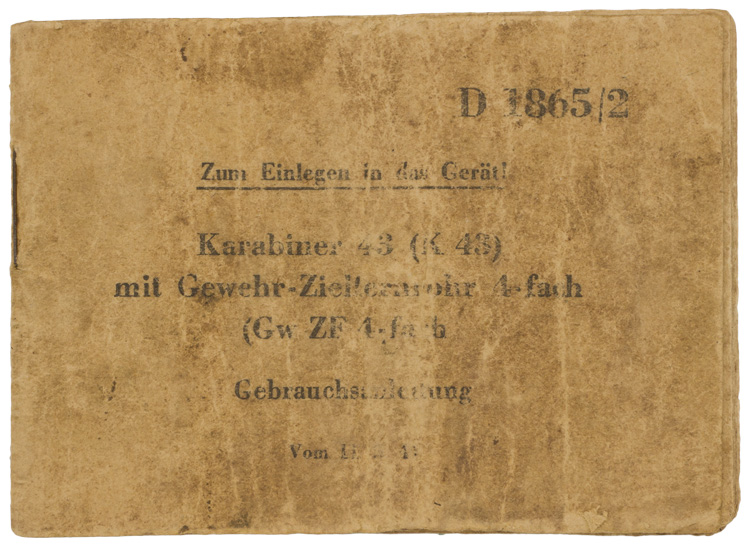 D 1865/2
Zum Einlegen in das Gerät!
Karabiner 43 (K 43)
mit Gewehr-Zielfernrohr 4-fach
(Gw ZF 4-fach
Gebrauchsanleitung
Vom